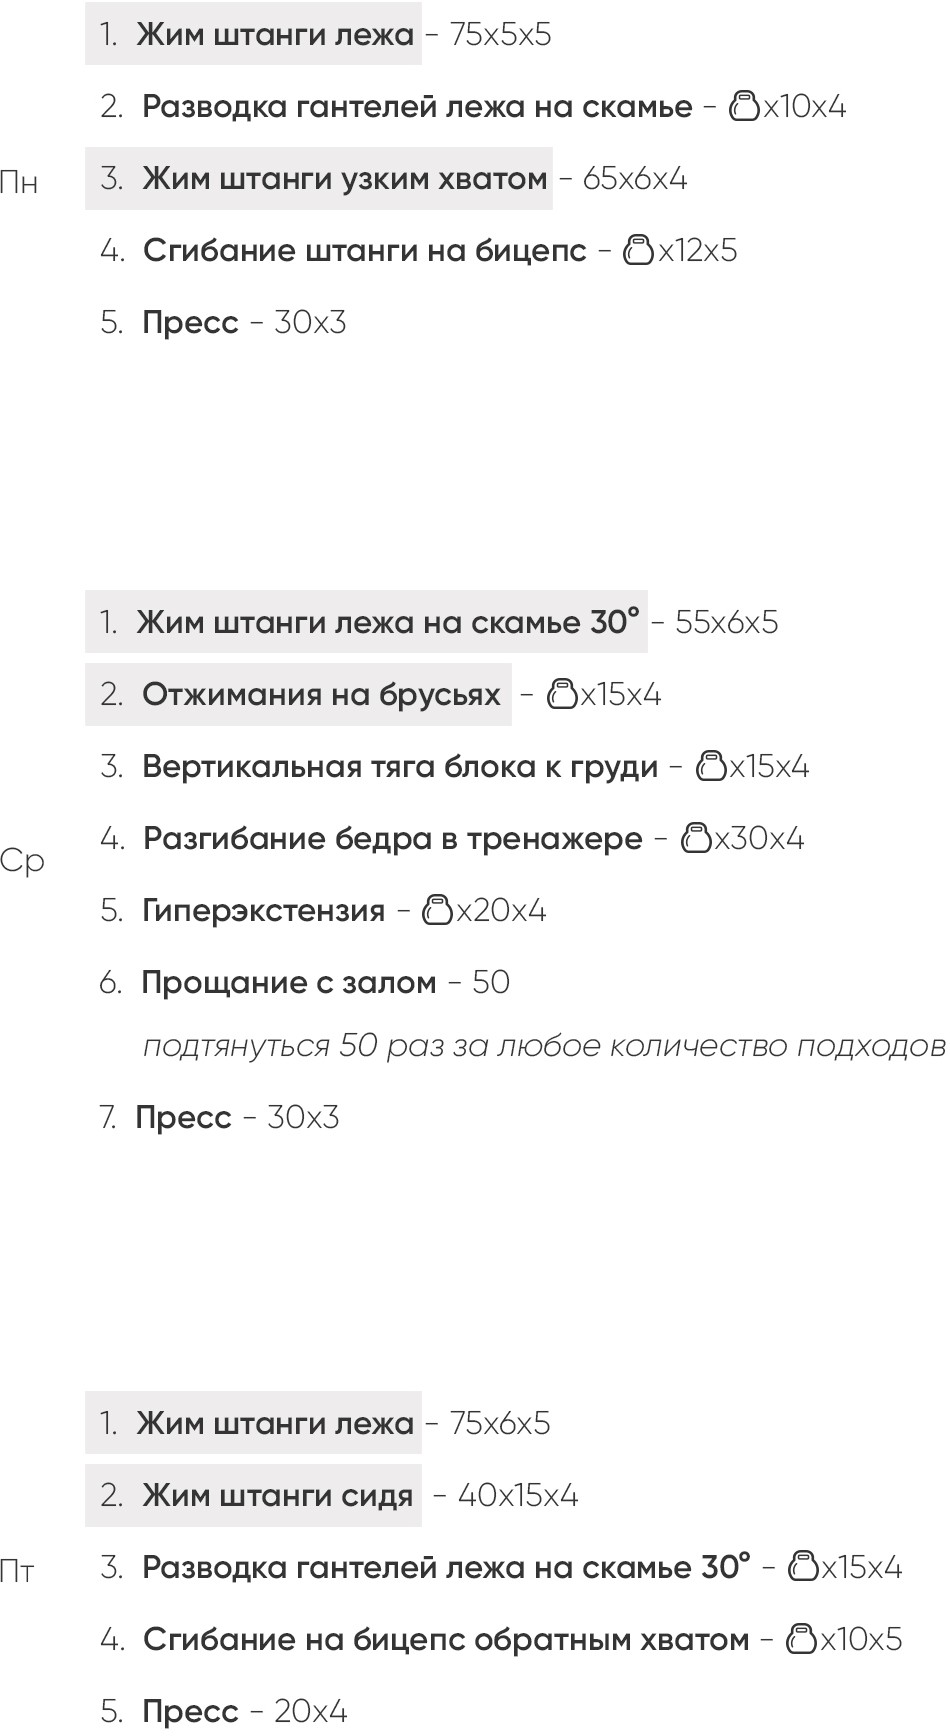 1. Жим штанги лежа - 75x5x5
2. Разводка гантелей лежа на скамье - x10x4
Пн
3. Жим штанги узким хватом - 65x6x4
4. Сгибание штанги на бицепс - x12x5
5. Пресс - 30x3
1. Жим штанги лежа на скамье 30° - 55x6x5
2. Отжимания на брусьях - x15x4
3. Вертикальная тяга блока к груди - x15x4
4. Разгибание бедра в тренажере - x30x4
Ср
5. Гиперэкстензия - x20x4
6. Прощание с залом - 50
подтянуться 50 раз за любое количество подходов
7. Пресс - 30x3
1. Жим штанги лежа - 75x6x5
2. Жим штанги сидя - 40x15x4
Пт
3. Разводка гантелей лежа на скамье 30° - x15x4
4. Сгибание на бицепс обратным хватом - x10x5
5. Пресс - 20x4